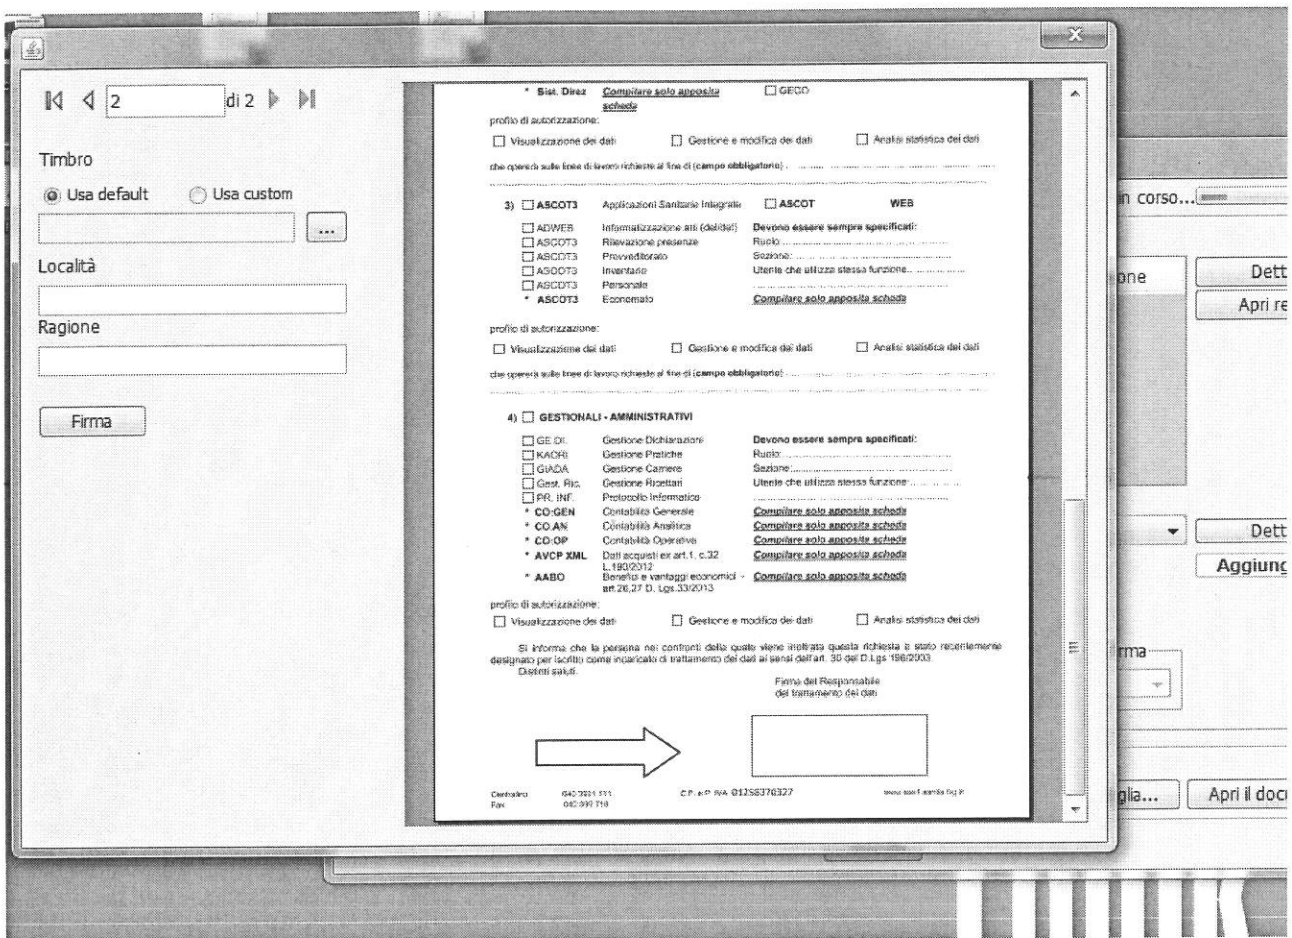 2 di 2
Timbro
Usa default Usa custom
...
Località
Ragione
Firma
* Sist. Direz Compilare solo apposita scheda GECO
profilo di autorizzazione:
Visualizzazione dei dati Gestione e modifica dei dati Analisi statistica dei dati
che opererà sulle linee di lavoro richieste al fine di (campo obbligatorio)
3) ASCOT3 Applicazioni Sanitarie Integrate ASCOT WEB
ADWEB Informatizzazione atti (del/det) Devono essere sempre specificati:
ASCOT3 Rilevazione presenze Ruolo:
ASCOT3 Provveditorato Sezione:
ASCOT3 Inventario Utente che utilizza stessa funzione
ASCOT3 Personale
* ASCOT3 Economato Compilare solo apposita scheda
profilo di autorizzazione:
Visualizzazione dei dati Gestione e modifica dei dati Analisi statistica dei dati
che opererà sulle linee di lavoro richieste al fine di (campo obbligatorio)
4) GESTIONALI - AMMINISTRATIVI
GE.DI. Gestione Dichiarazioni Devono essere sempre specificati:
KAORI Gestione Pratiche Ruolo:
GIADA Gestione Carriere Sezione:
Gest. Ric. Gestione Ricettari Utente che utilizza stessa funzione
PR. INF. Protocollo Informatico
* CO:GEN Contabilità Generale Compilare solo apposita scheda
* CO.AN Contabilità Analitica Compilare solo apposita scheda
* CO:OP Contabilità Operativa Compilare solo apposita scheda
* AVCP XML Dati acquisti ex art.1, c.32 L.190/2012 Compilare solo apposita scheda
* AABO Benefici e vantaggi economici - art.26,27 D. Lgs.33/2013 Compilare solo apposita scheda
profilo di autorizzazione:
Visualizzazione dei dati Gestione e modifica dei dati Analisi statistica dei dati
Si informa che la persona nei confronti della quale viene inoltrata questa richiesta è stato recentemente
designato per iscritto come incaricato di trattamento dei dati ai sensi dell'art. 30 del D.Lgs 196/2003.
Distinti saluti.
Firma del Responsabile
del trattamento dei dati
Centralino
Fax
C.F. e P. IVA 01258370327
in corso...
one
Dett
Apri re
Dett
Aggiung
rma
glia...
Apri il docu